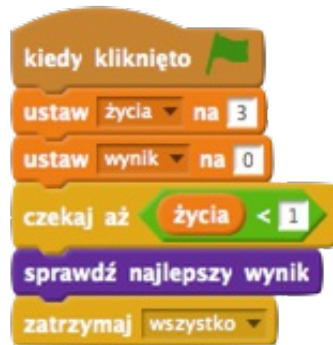 kiedy kliknięto
ustaw życia na 3
ustaw wynik na 0
czekaj aż życia < 1
sprawdź najlepszy wynik
zatrzymaj wszystko